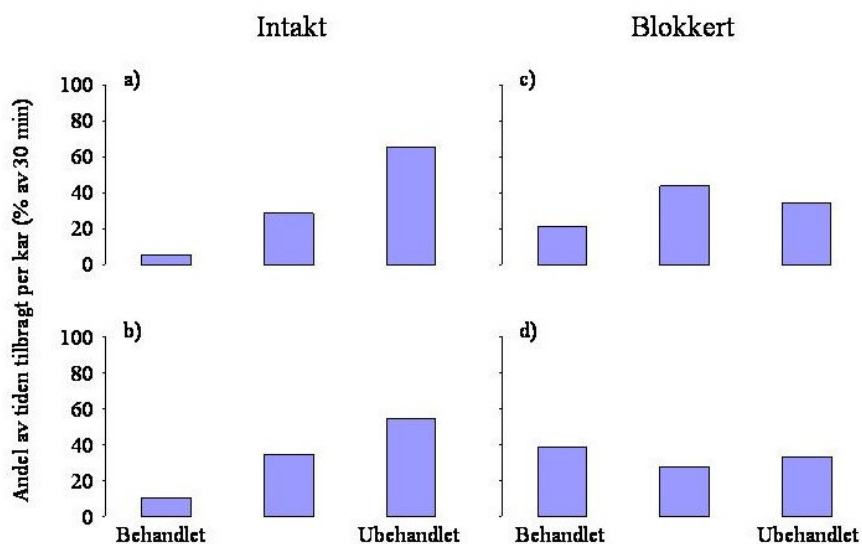 Intakt
Blokkert
Andel av tiden tilbragt per kar (% av 30 min)
a)
100
80
60
40
20
0
c)
b)
100
80
60
40
20
0
d)
Behandlet
Ubehandlet
Behandlet
Ubehandlet